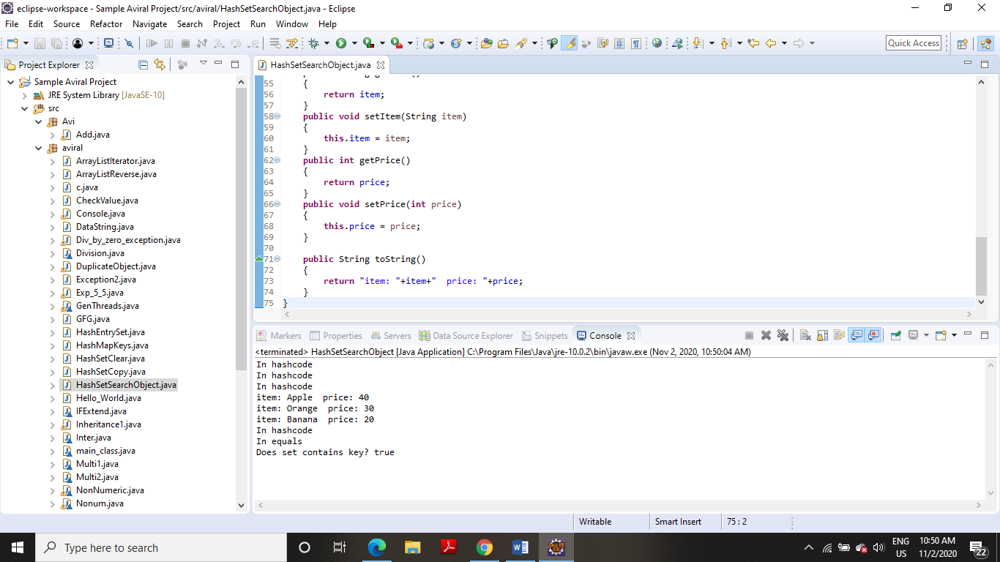 eclipse-workspace - Sample Aviral Project/src/aviral/HashSetSearchObject.java - Eclipse
File Edit Source Refactor Navigate Search Project Run Window Help
Quick Access
Project Explorer
Sample Aviral Project
JRE System Library [JavaSE-10]
src
Avi
Add.java
aviral
ArrayListIterator.java
ArrayListReverse.java
c.java
CheckValue.java
Console.java
DataString.java
Div_by_zero_exception.java
Division.java
DuplicateObject.java
Exception2.java
Exp_5_5.java
GenThreads.java
GFG.java
HashEntrySet.java
HashMapKeys.java
HashSetClear.java
HashSetCopy.java
HashSetSearchObject.java
Hello_World.java
IFExtend.java
Inheritance1.java
Inter.java
main_class.java
Multi1.java
Multi2.java
NonNumeric.java
Nonum.java
HashSetSearchObject.java
55 {
56 return item;
57 }
58 public void setItem(String item)
59 {
60 this.item = item;
61 }
62 public int getPrice()
63 {
64 return price;
65 }
66 public void setPrice(int price)
67 {
68 this.price = price;
69 }
70
71 public String toString()
72 {
73 return "item: "+item+"  price: "+price;
74 }
75 }
Markers Properties Servers Data Source Explorer Snippets Console
<terminated> HashSetSearchObject [Java Application] C:\Program Files\Java\jre-10.0.2\bin\javaw.exe (Nov 2, 2020, 10:50:04 AM)
In hashcode
In hashcode
In hashcode
item: Apple  price: 40
item: Orange  price: 30
item: Banana  price: 20
In hashcode
In equals
Does set contains key? true
Writable Smart Insert 75 : 2
Type here to search
ENG 10:50 AM
US 11/2/2020
22